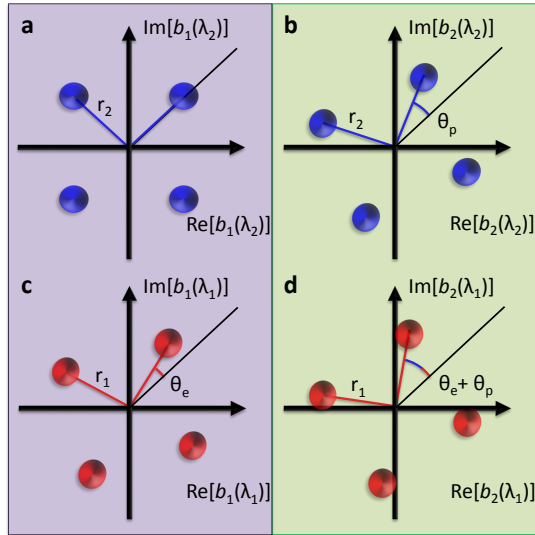 a
Im[b₁(λ₂)]
r₂
Re[b₁(λ₂)]
b
Im[b₂(λ₂)]
r₂
θₚ
Re[b₂(λ₂)]
c
Im[b₁(λ₁)]
r₁
θₑ
Re[b₁(λ₁)]
d
Im[b₂(λ₁)]
r₁
θₑ+ θₚ
Re[b₂(λ₁)]